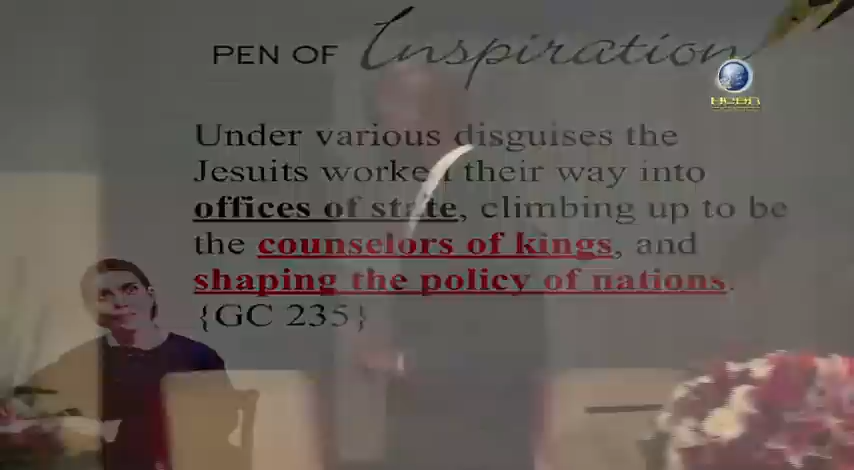 PEN OF Inspiration
Under various disguises the
Jesuits worked their way into
offices of state, climbing up to be
the counselors of kings, and
shaping the policy of nations.
{GC 235}